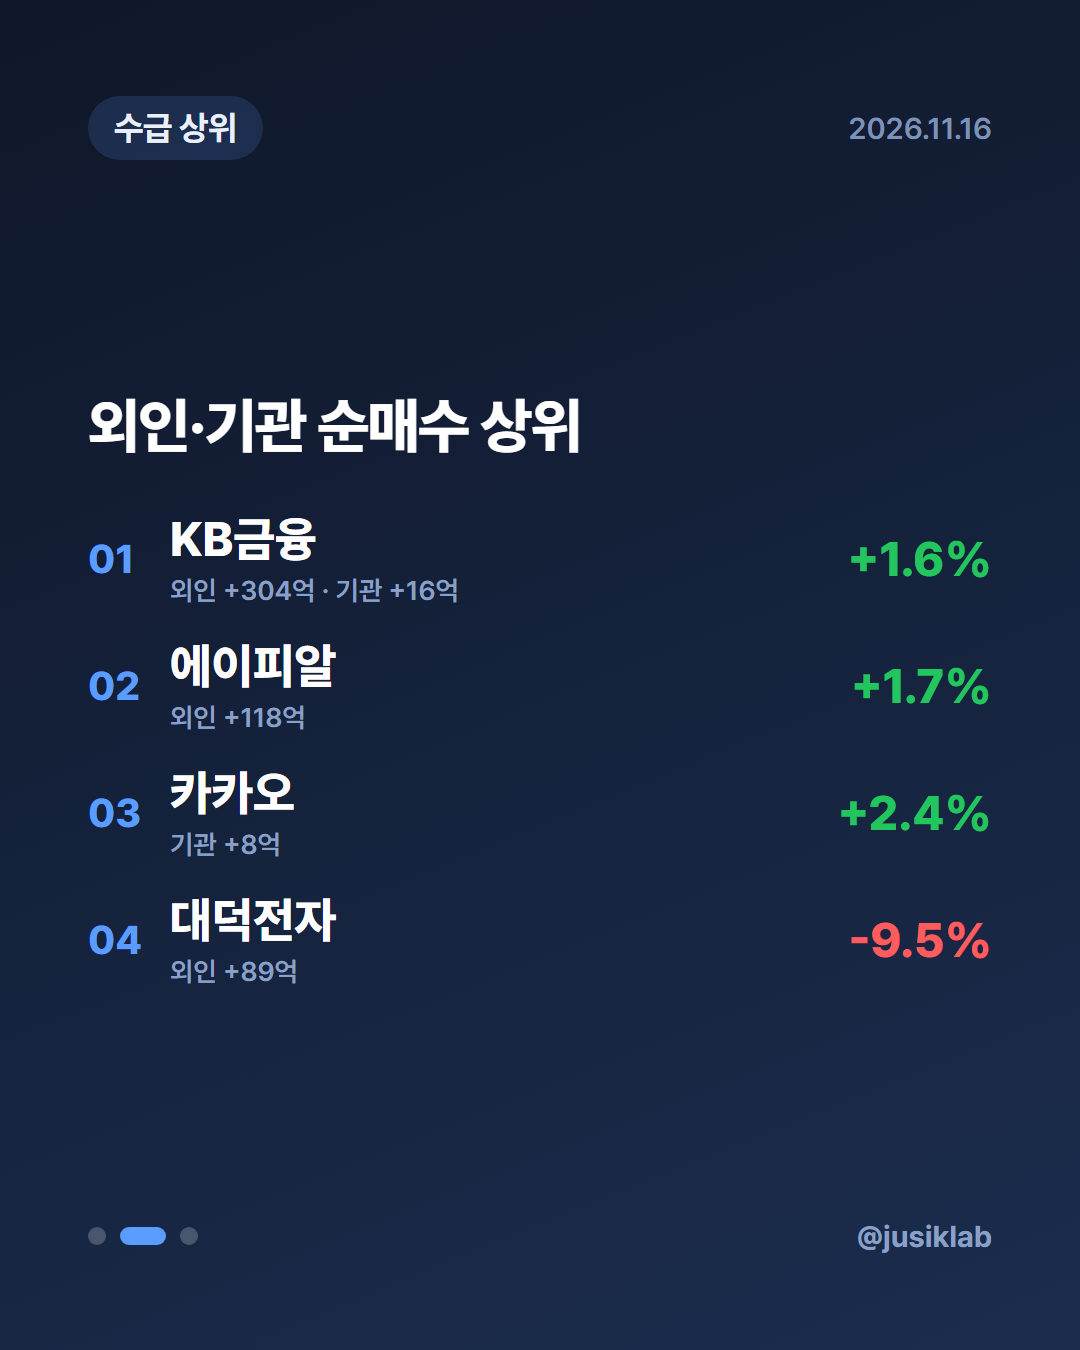 수급 상위
2026.11.16
외인·기관 순매수 상위
01
KB금융
외인 +304억 · 기관 +16억
+1.6%
02
에이피알
외인 +118억
+1.7%
03
카카오
기관 +8억
+2.4%
04
대덕전자
외인 +89억
-9.5%
@jusiklab